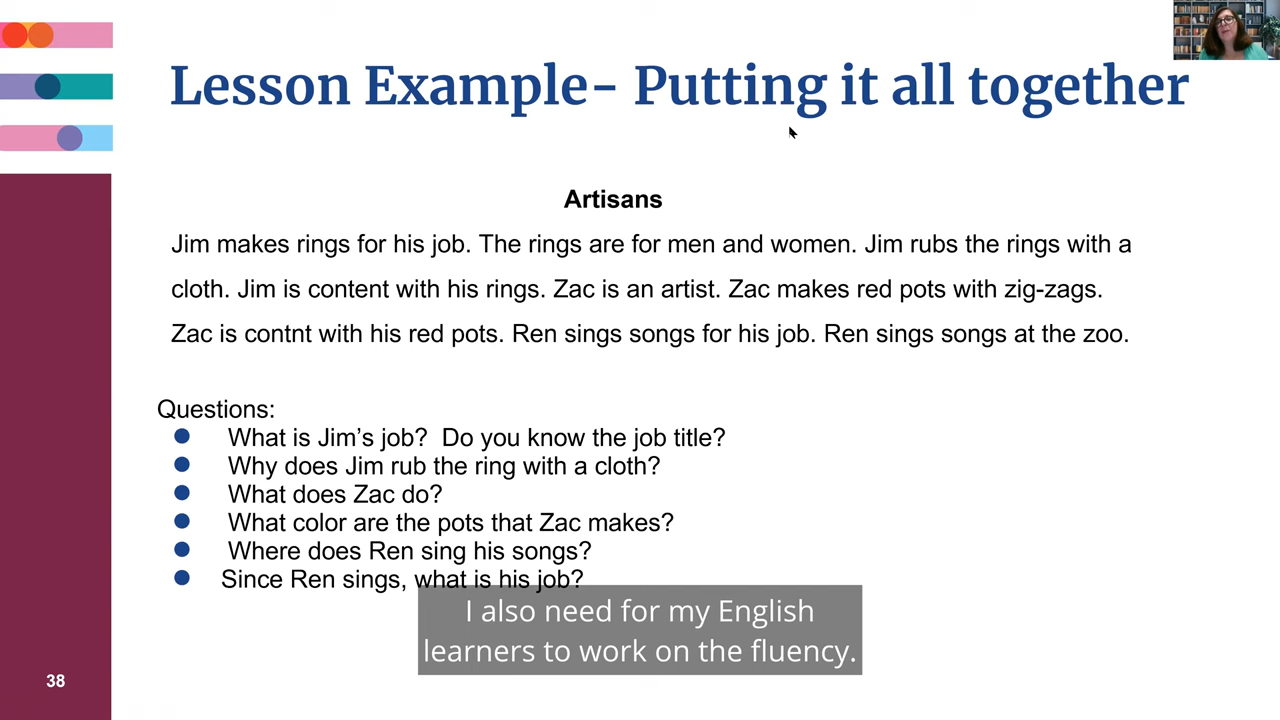 Lesson Example- Putting it all together
Artisans
Jim makes rings for his job. The rings are for men and women. Jim rubs the rings with a
cloth. Jim is content with his rings. Zac is an artist. Zac makes red pots with zig-zags.
Zac is contnt with his red pots. Ren sings songs for his job. Ren sings songs at the zoo.
Questions:
What is Jim’s job? Do you know the job title?
Why does Jim rub the ring with a cloth?
What does Zac do?
What color are the pots that Zac makes?
Where does Ren sing his songs?
Since Ren sings, what is his job?
I also need for my English
learners to work on the fluency.
38